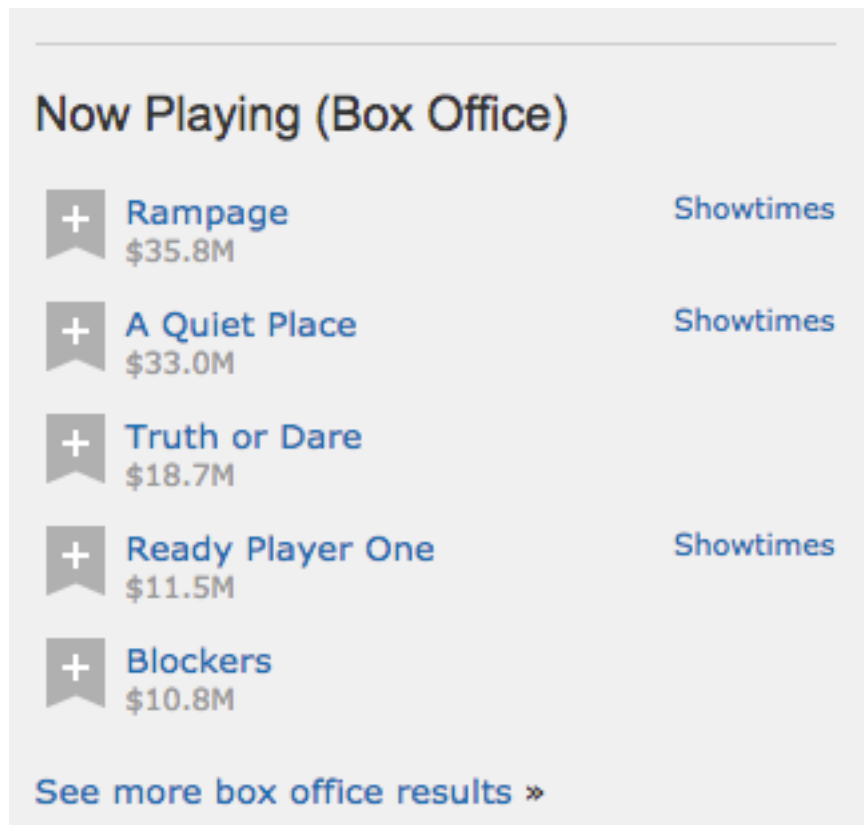 Now Playing (Box Office)
Rampage Showtimes
$35.8M
A Quiet Place Showtimes
$33.0M
Truth or Dare
$18.7M
Ready Player One Showtimes
$11.5M
Blockers
$10.8M
See more box office results »